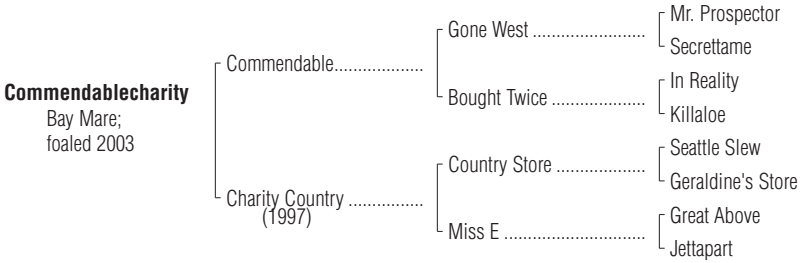 Mr. Prospector
Gone West ........................
Secrettame
Commendable...................
In Reality
Bought Twice ....................
Killaloe
Commendablecharity
Bay Mare;
foaled 2003
Seattle Slew
Country Store ...................
Geraldine's Store
Charity Country ................
(1997)
Great Above
Miss E ..............................
Jettapart